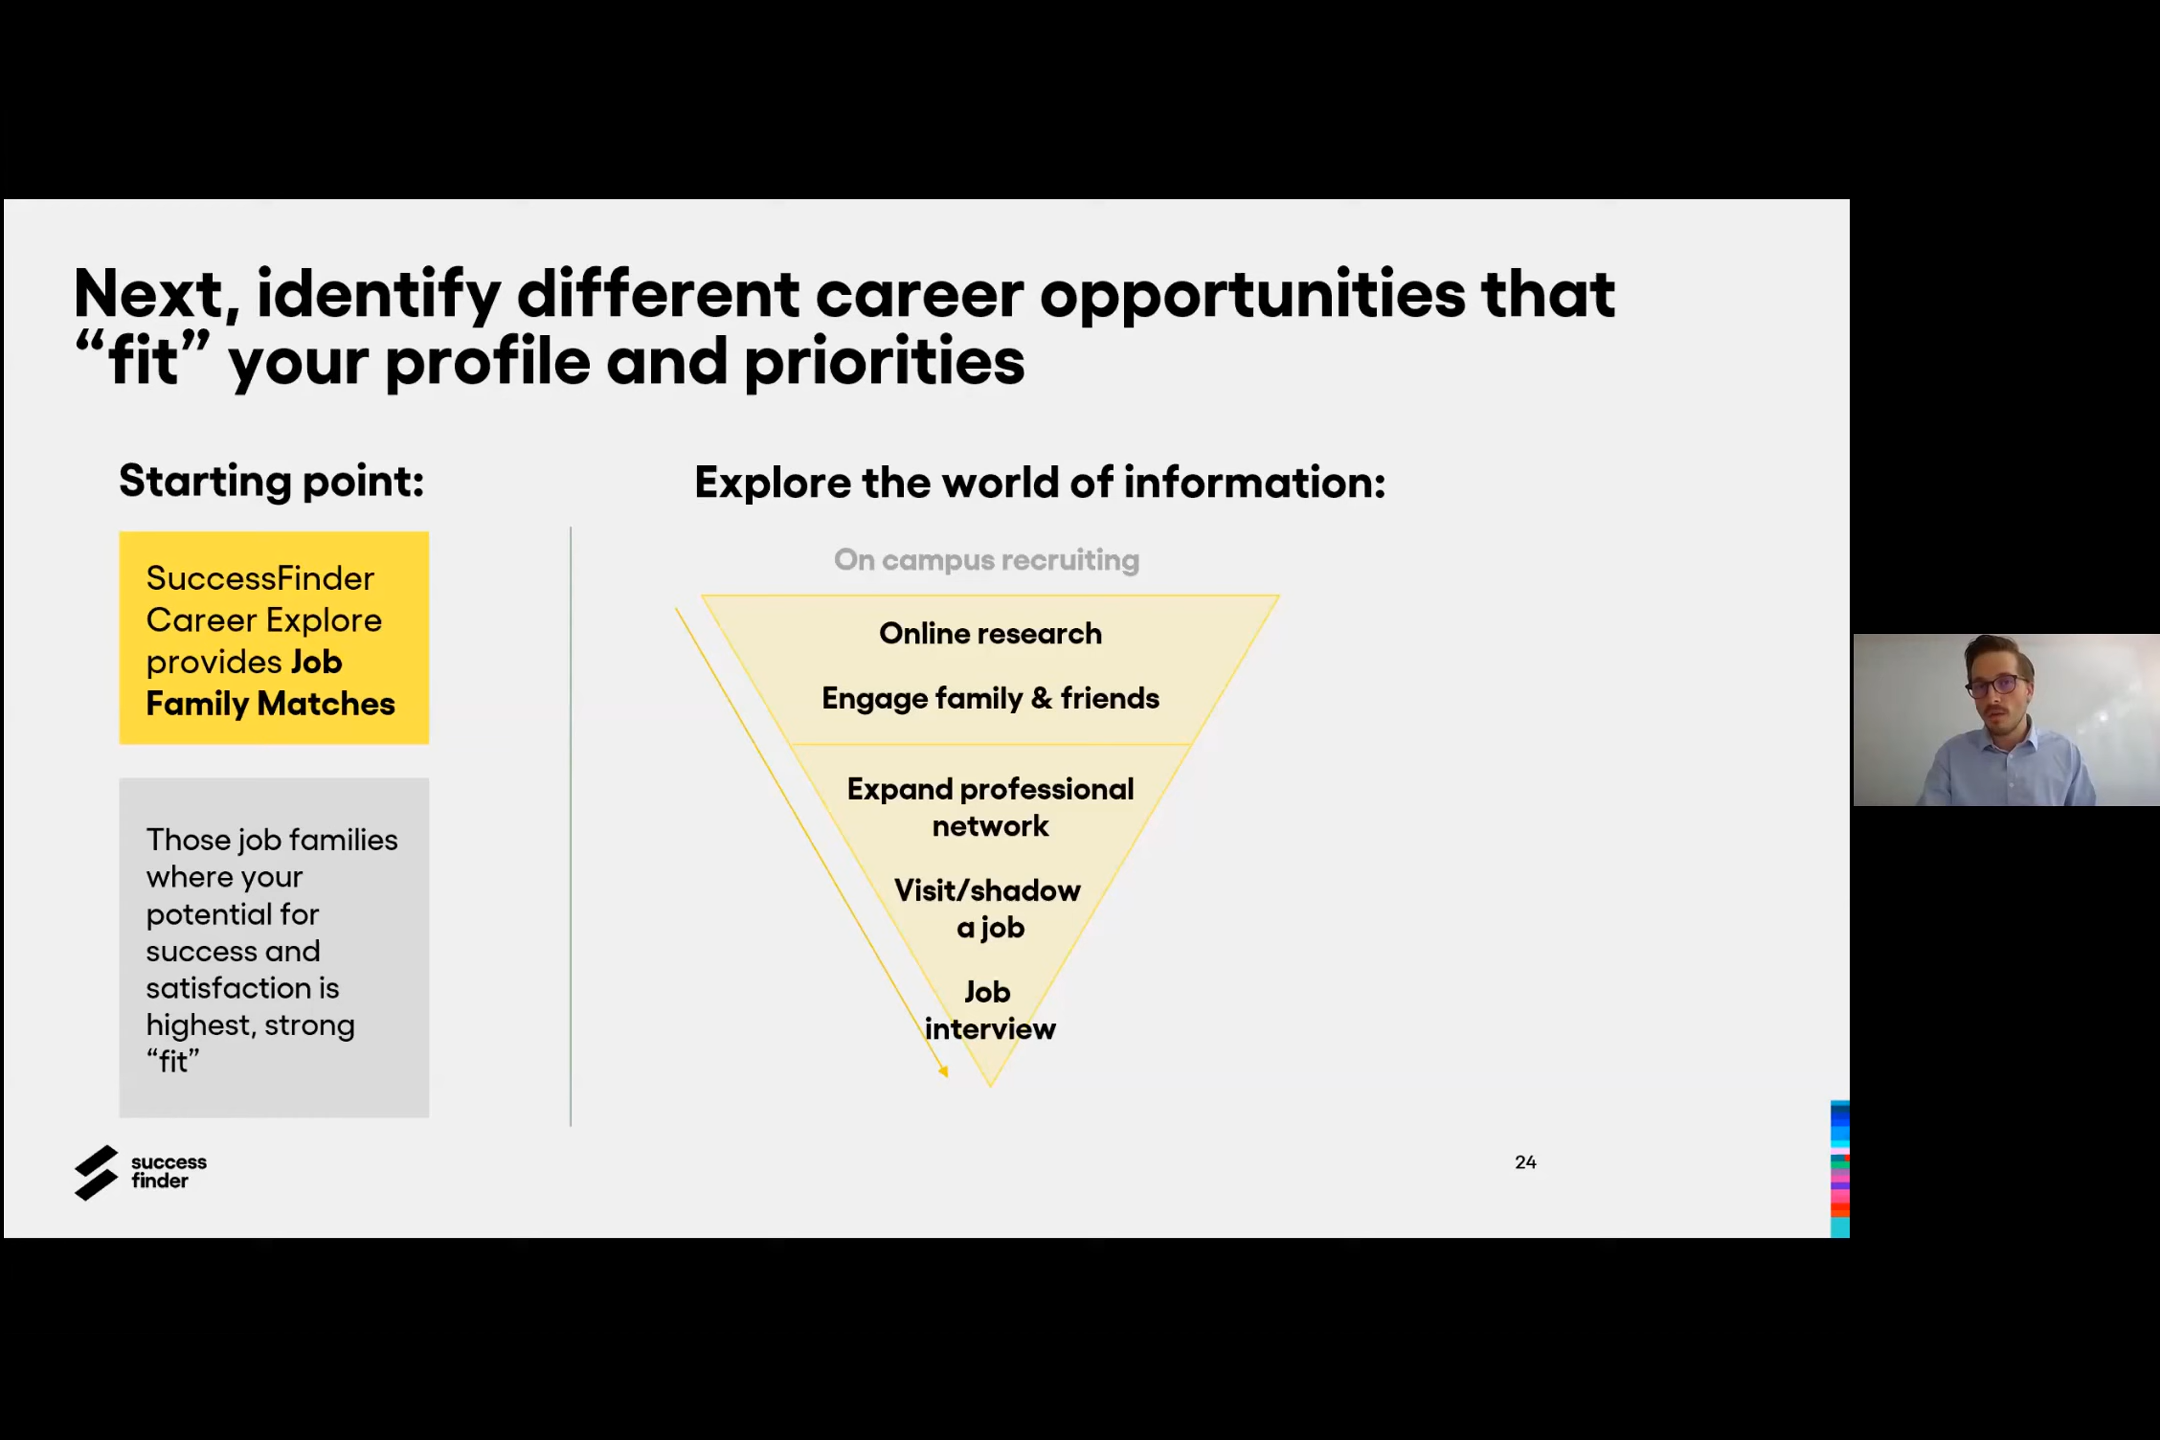 Next, identify different career opportunities that
“fit” your profile and priorities
Starting point:
SuccessFinder
Career Explore
provides Job
Family Matches
Those job families
where your
potential for
success and
satisfaction is
highest, strong
“fit”
Explore the world of information:
On campus recruiting
Online research
Engage family & friends
Expand professional
network
Visit/shadow
a job
Job
interview
success
finder
24